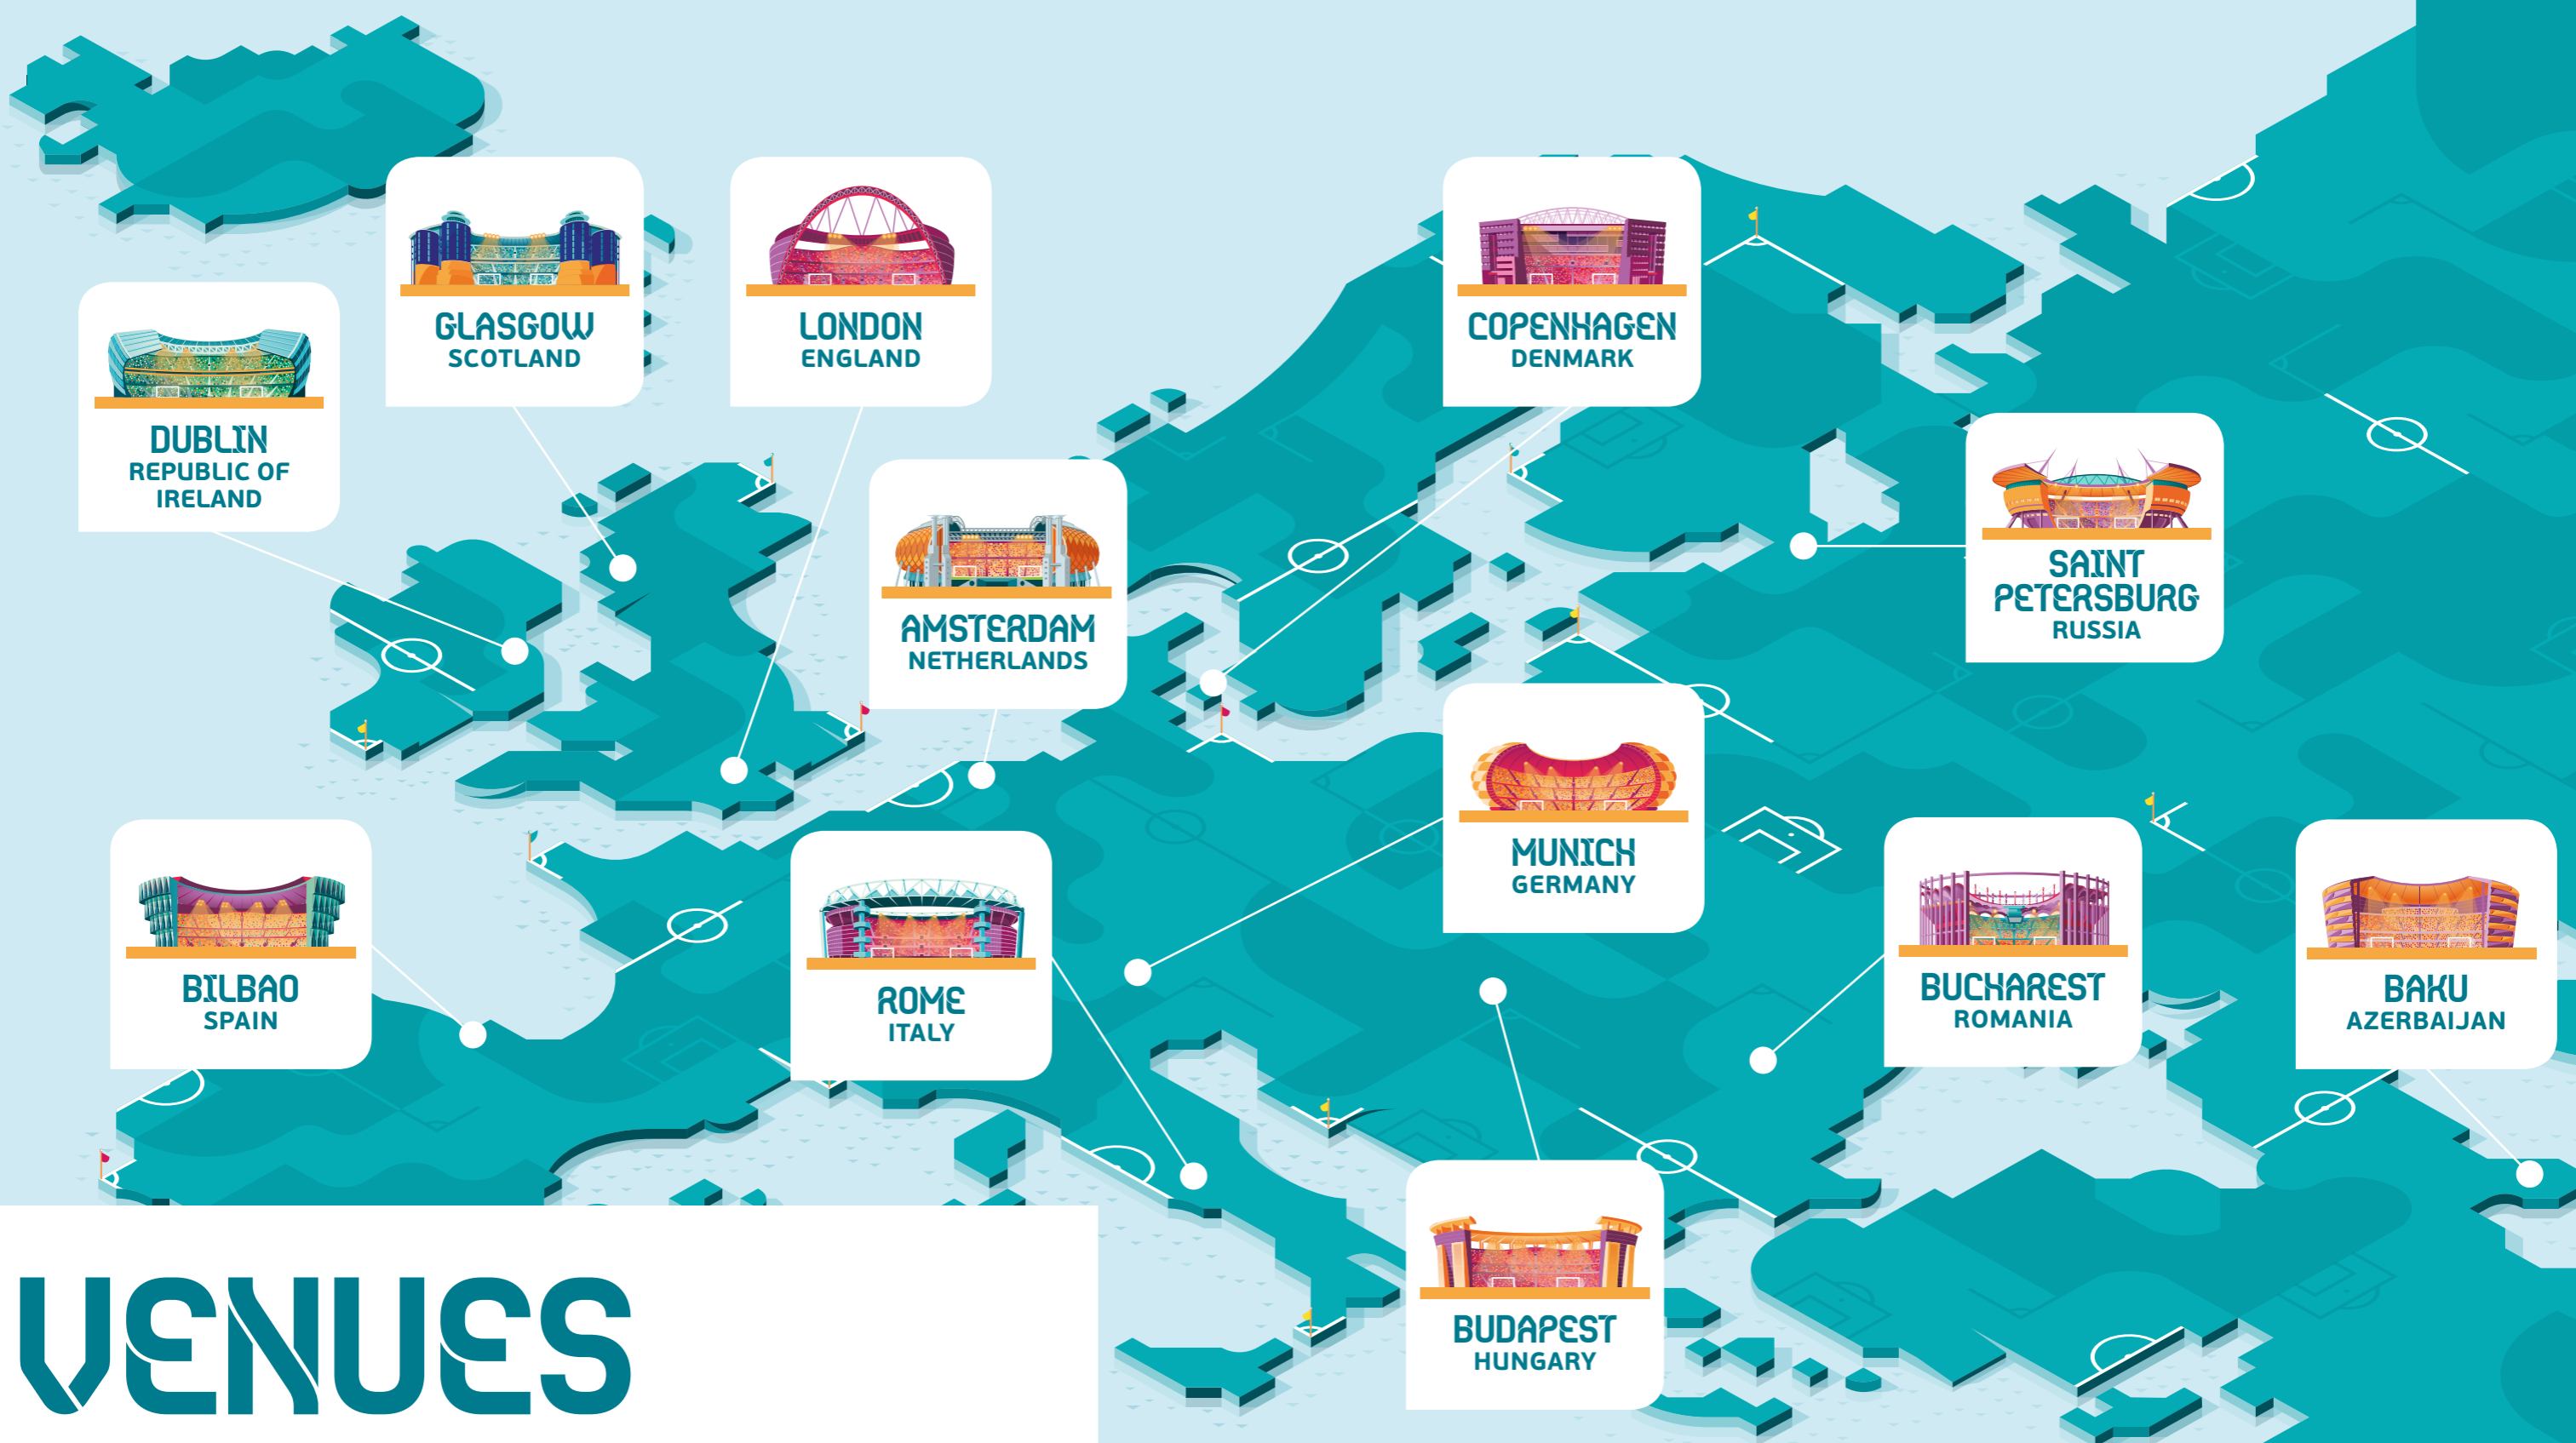 GLASGOW
SCOTLAND
LONDON
ENGLAND
COPENHAGEN
DENMARK
DUBLIN
REPUBLIC OF
IRELAND
AMSTERDAM
NETHERLANDS
SAINT
PETERSBURG
RUSSIA
MUNICH
GERMANY
BILBAO
SPAIN
ROME
ITALY
BUCHAREST
ROMANIA
BAKU
AZERBAIJAN
BUDAPEST
HUNGARY
VENUES